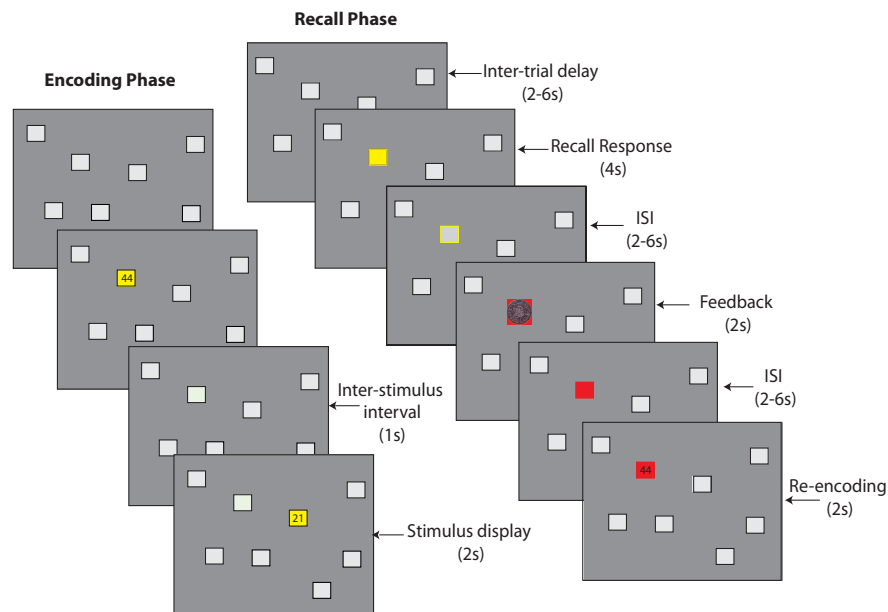 Recall Phase
Encoding Phase
Inter-trial delay
(2-6s)
Recall Response
(4s)
ISI
(2-6s)
44
Feedback
(2s)
Inter-stimulus
interval
(1s)
ISI
(2-6s)
44
Re-encoding
(2s)
21
Stimulus display
(2s)